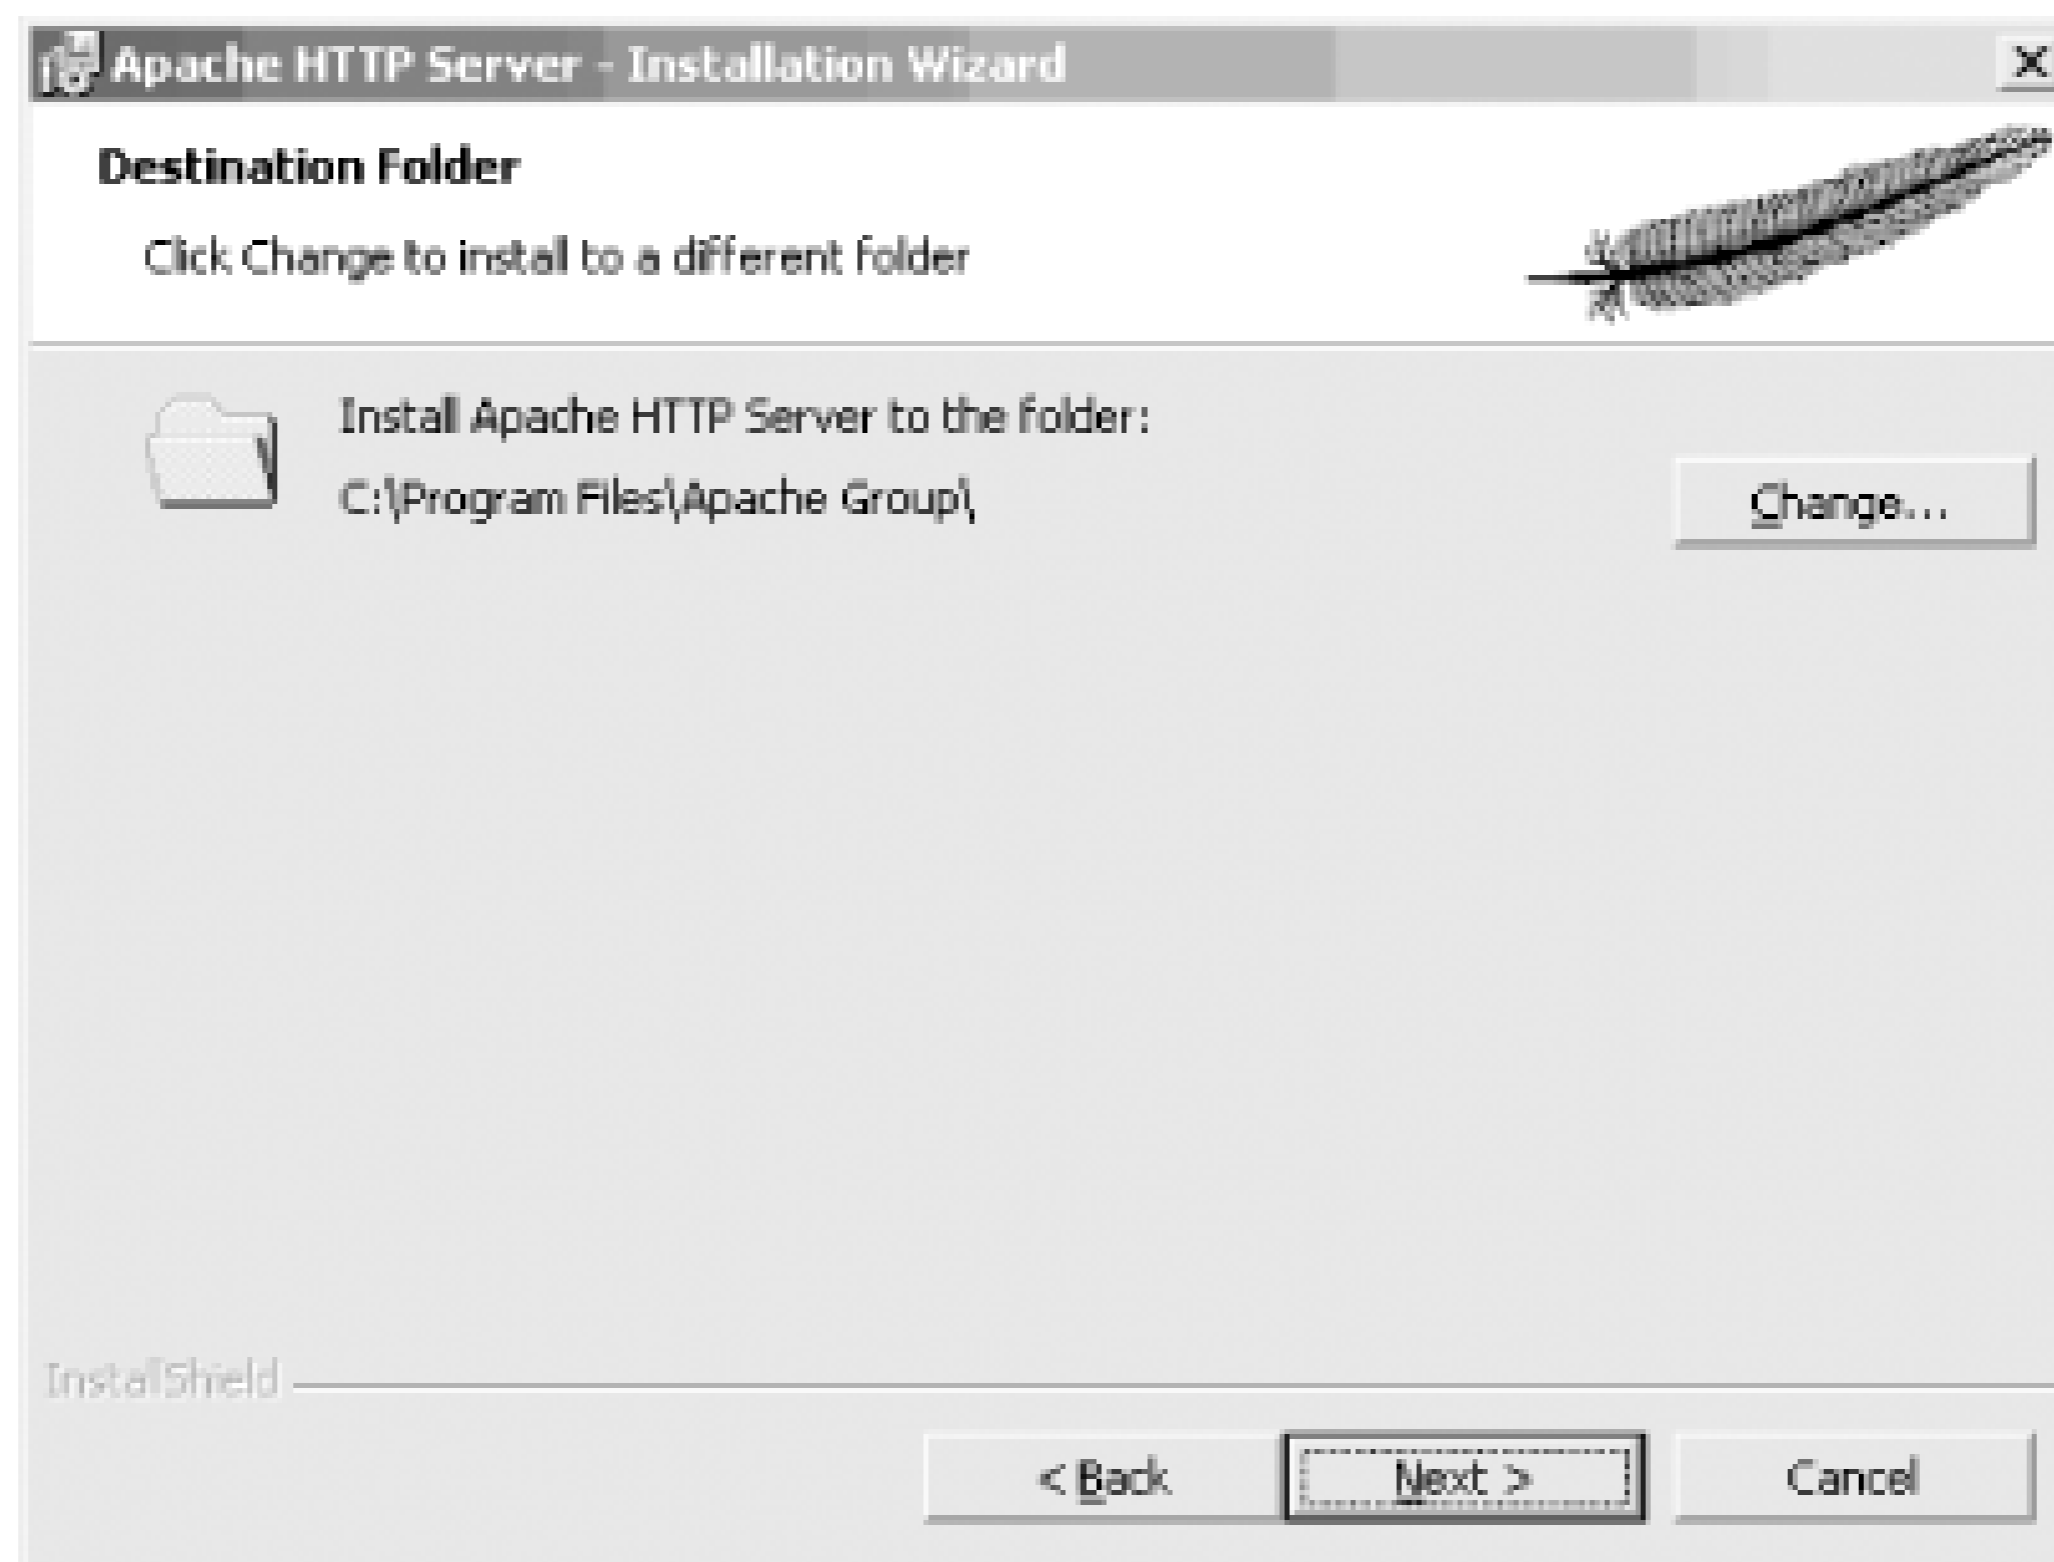 Apache HTTP Server - Installation Wizard
Destination Folder
Click Change to install to a different folder
Install Apache HTTP Server to the folder:
C:\Program Files\Apache Group\
Change...
InstallShield
< Back
Next >
Cancel